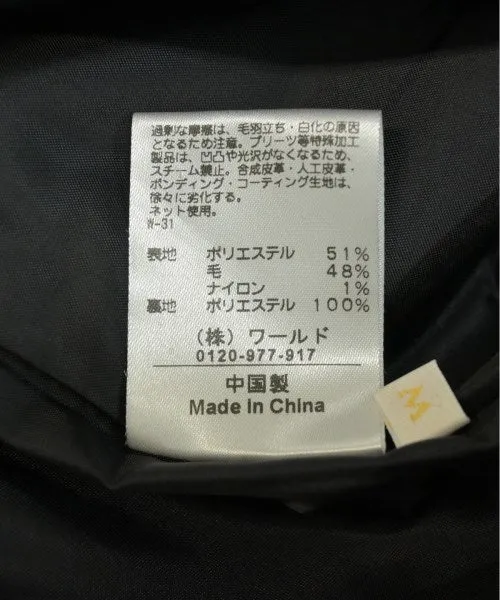 過剰な摩擦は、毛羽立ち・白化の原因
となるため注意。プリーツ等特殊加工
製品は、凹凸や光沢がなくなるため、
スチーム禁止。合成皮革・人工皮革・
ボンディング・コーティング生地は、
徐々に劣化する。
ネット使用。
W-31
表地 ポリエステル 51%
毛 48%
ナイロン 1%
裏地 ポリエステル 100%
(株) ワールド
0120-977-917
中国製
Made in China
M